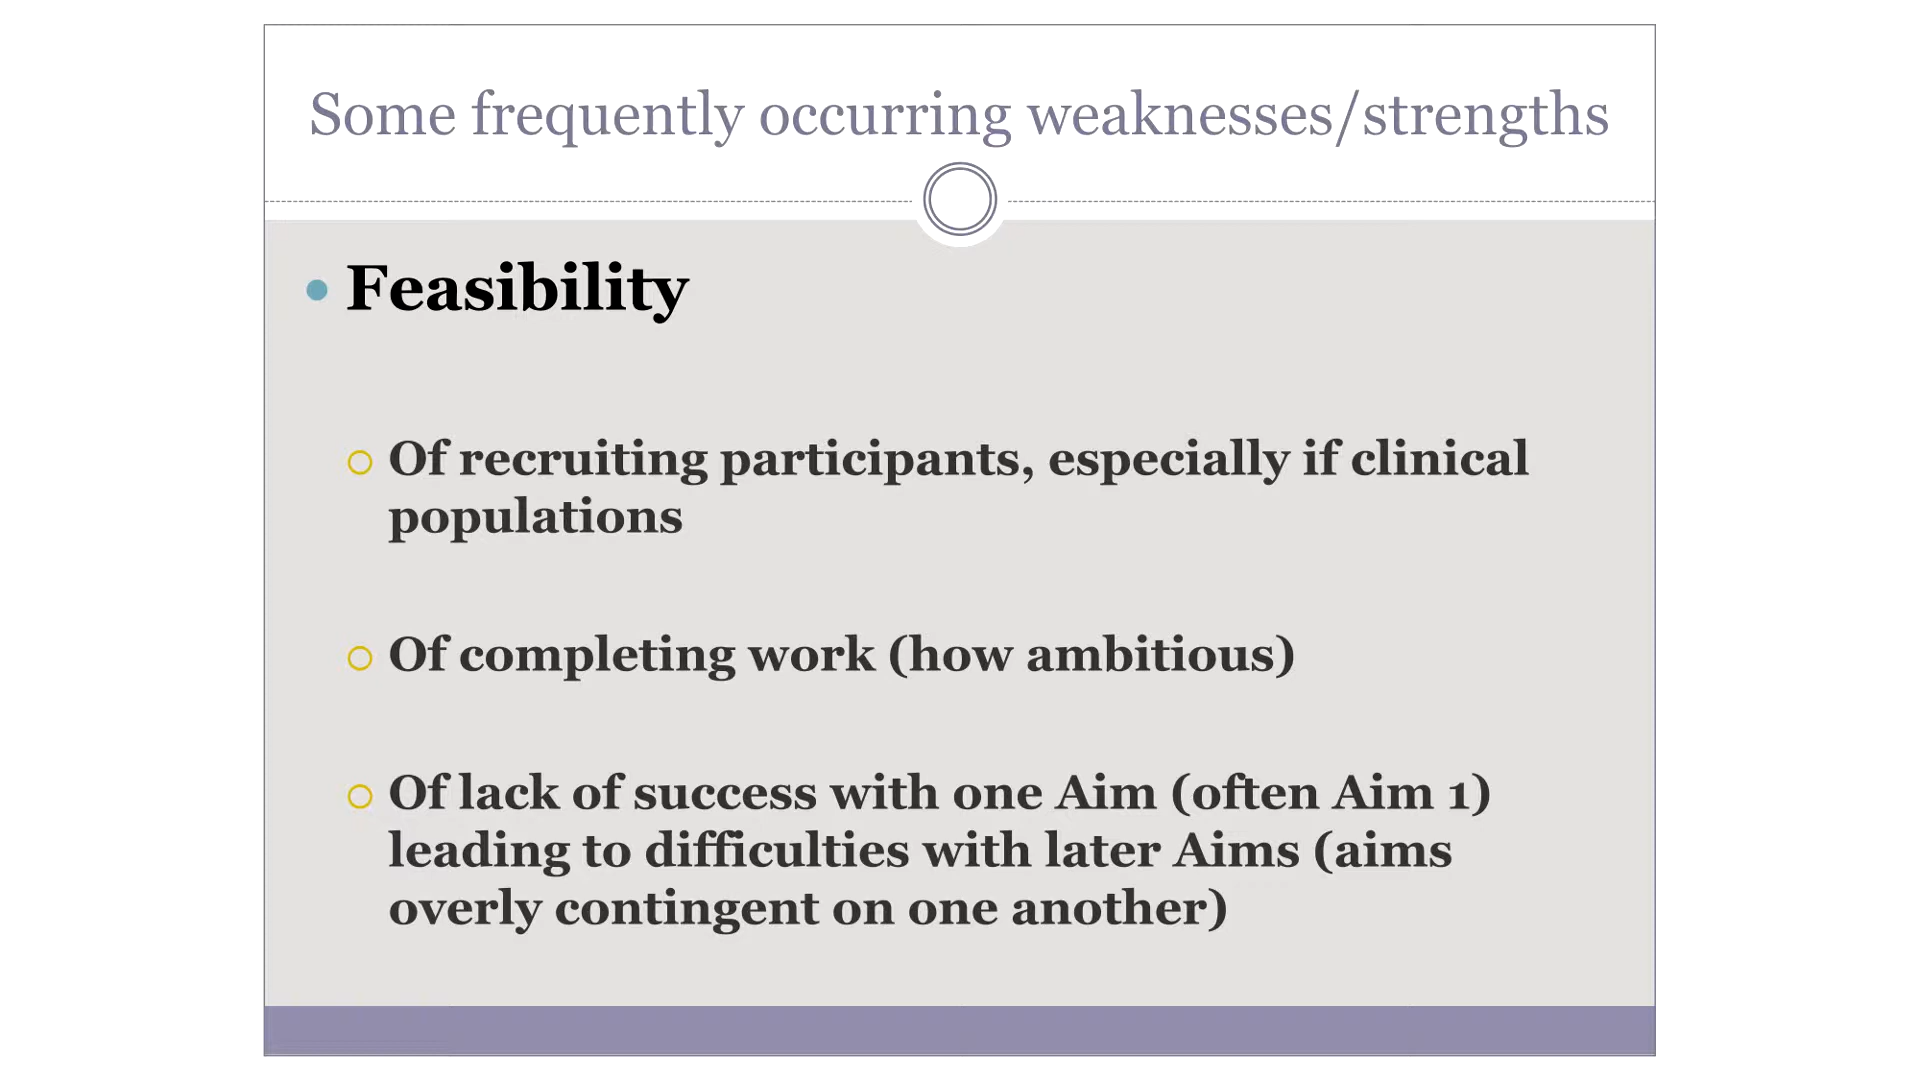 Some frequently occurring weaknesses/strengths
Feasibility
Of recruiting participants, especially if clinical
populations
Of completing work (how ambitious)
Of lack of success with one Aim (often Aim 1)
leading to difficulties with later Aims (aims
overly contingent on one another)